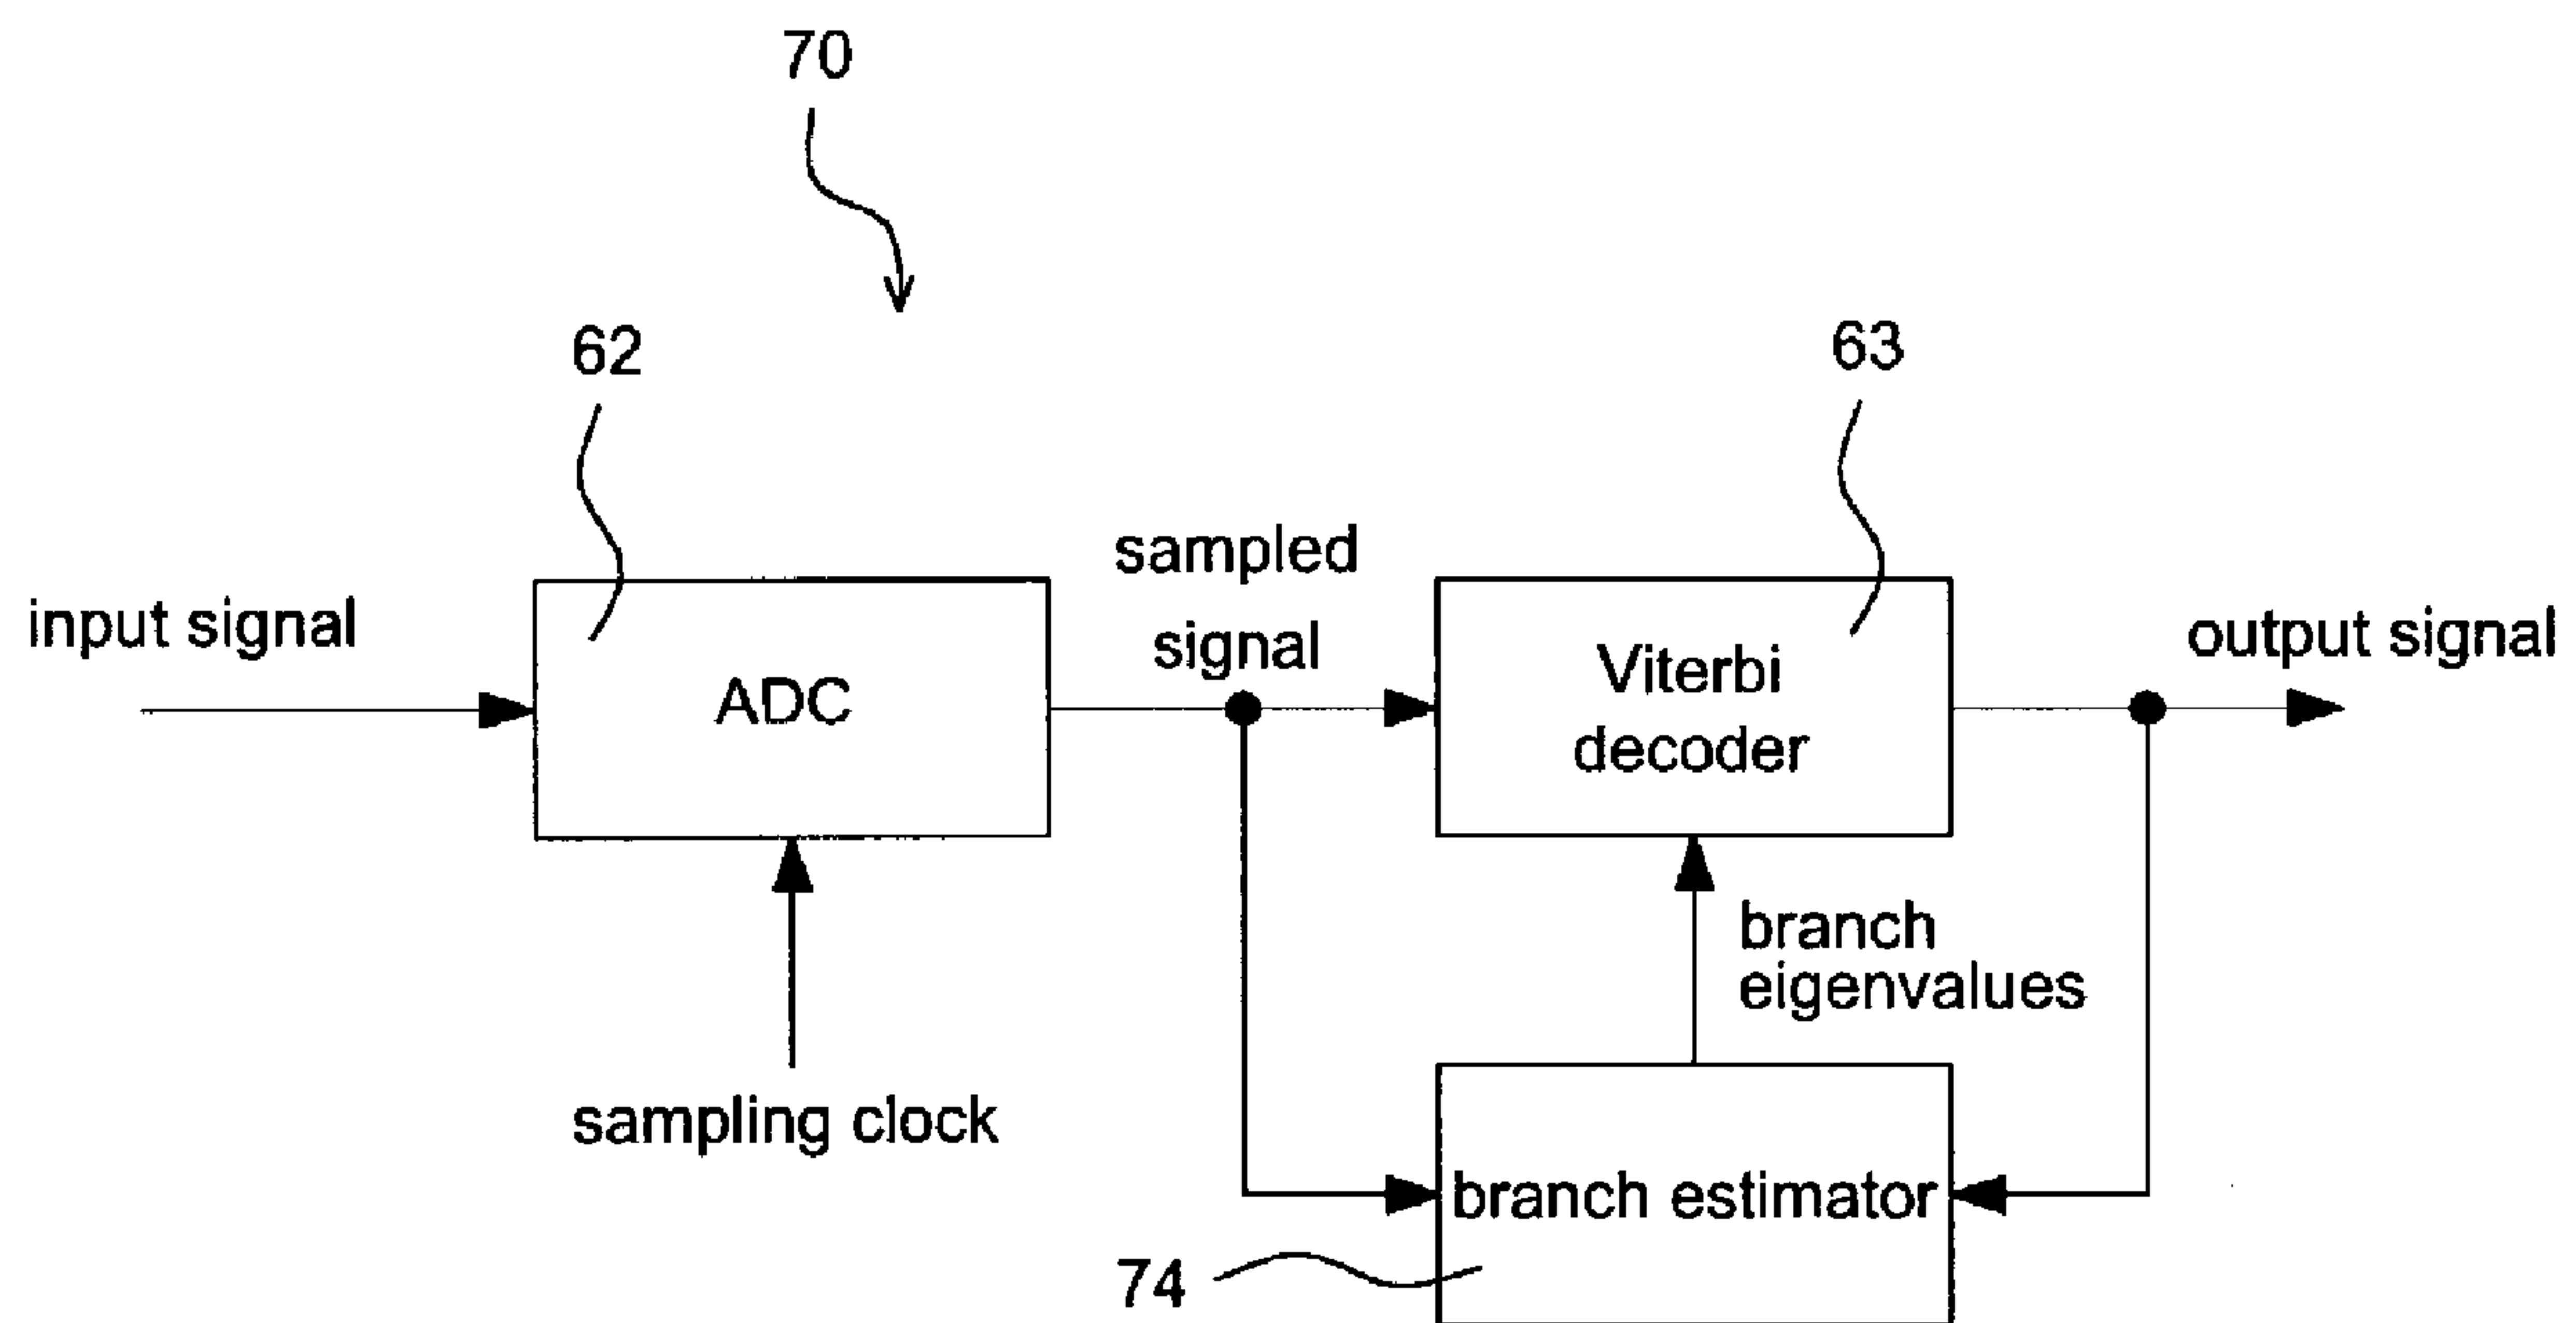 70
62
63
sampled
signal
input signal
output signal
ADC
Viterbi
decoder
branch
eigenvalues
sampling clock
branch estimator
74